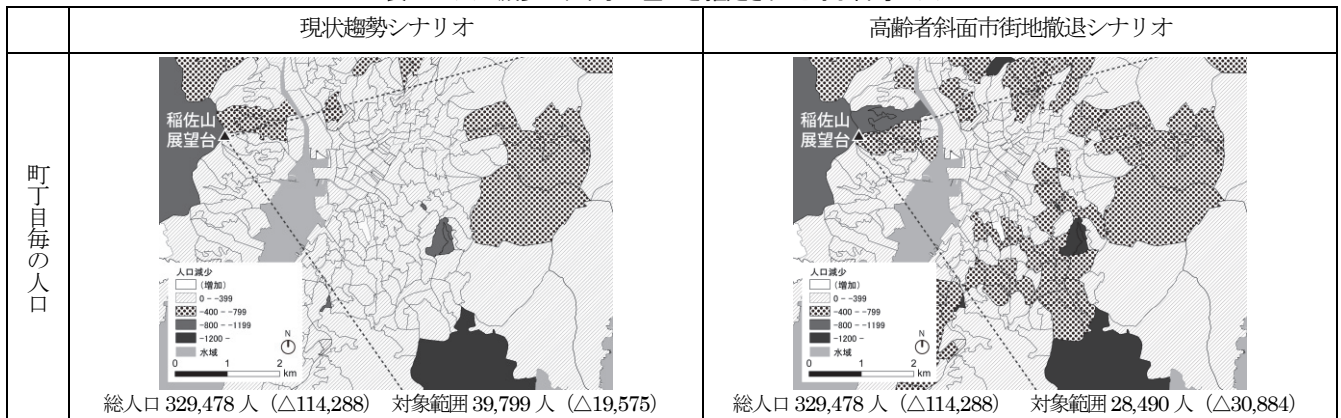 現状趨勢シナリオ
高齢者斜面市街地撤退シナリオ
町丁目毎の人口
稲佐山
展望台
人口減少
(増加)
0 - -399
-400 - -799
-800 - -1199
-1200 -
水域
N
0 1 2
km
総人口 329,478 人（△114,288） 対象範囲 39,799 人（△19,575）
稲佐山
展望台
人口減少
(増加)
0 - -399
-400 - -799
-800 - -1199
-1200 -
水域
N
0 1 2
km
総人口 329,478 人（△114,288） 対象範囲 28,490 人（△30,884）